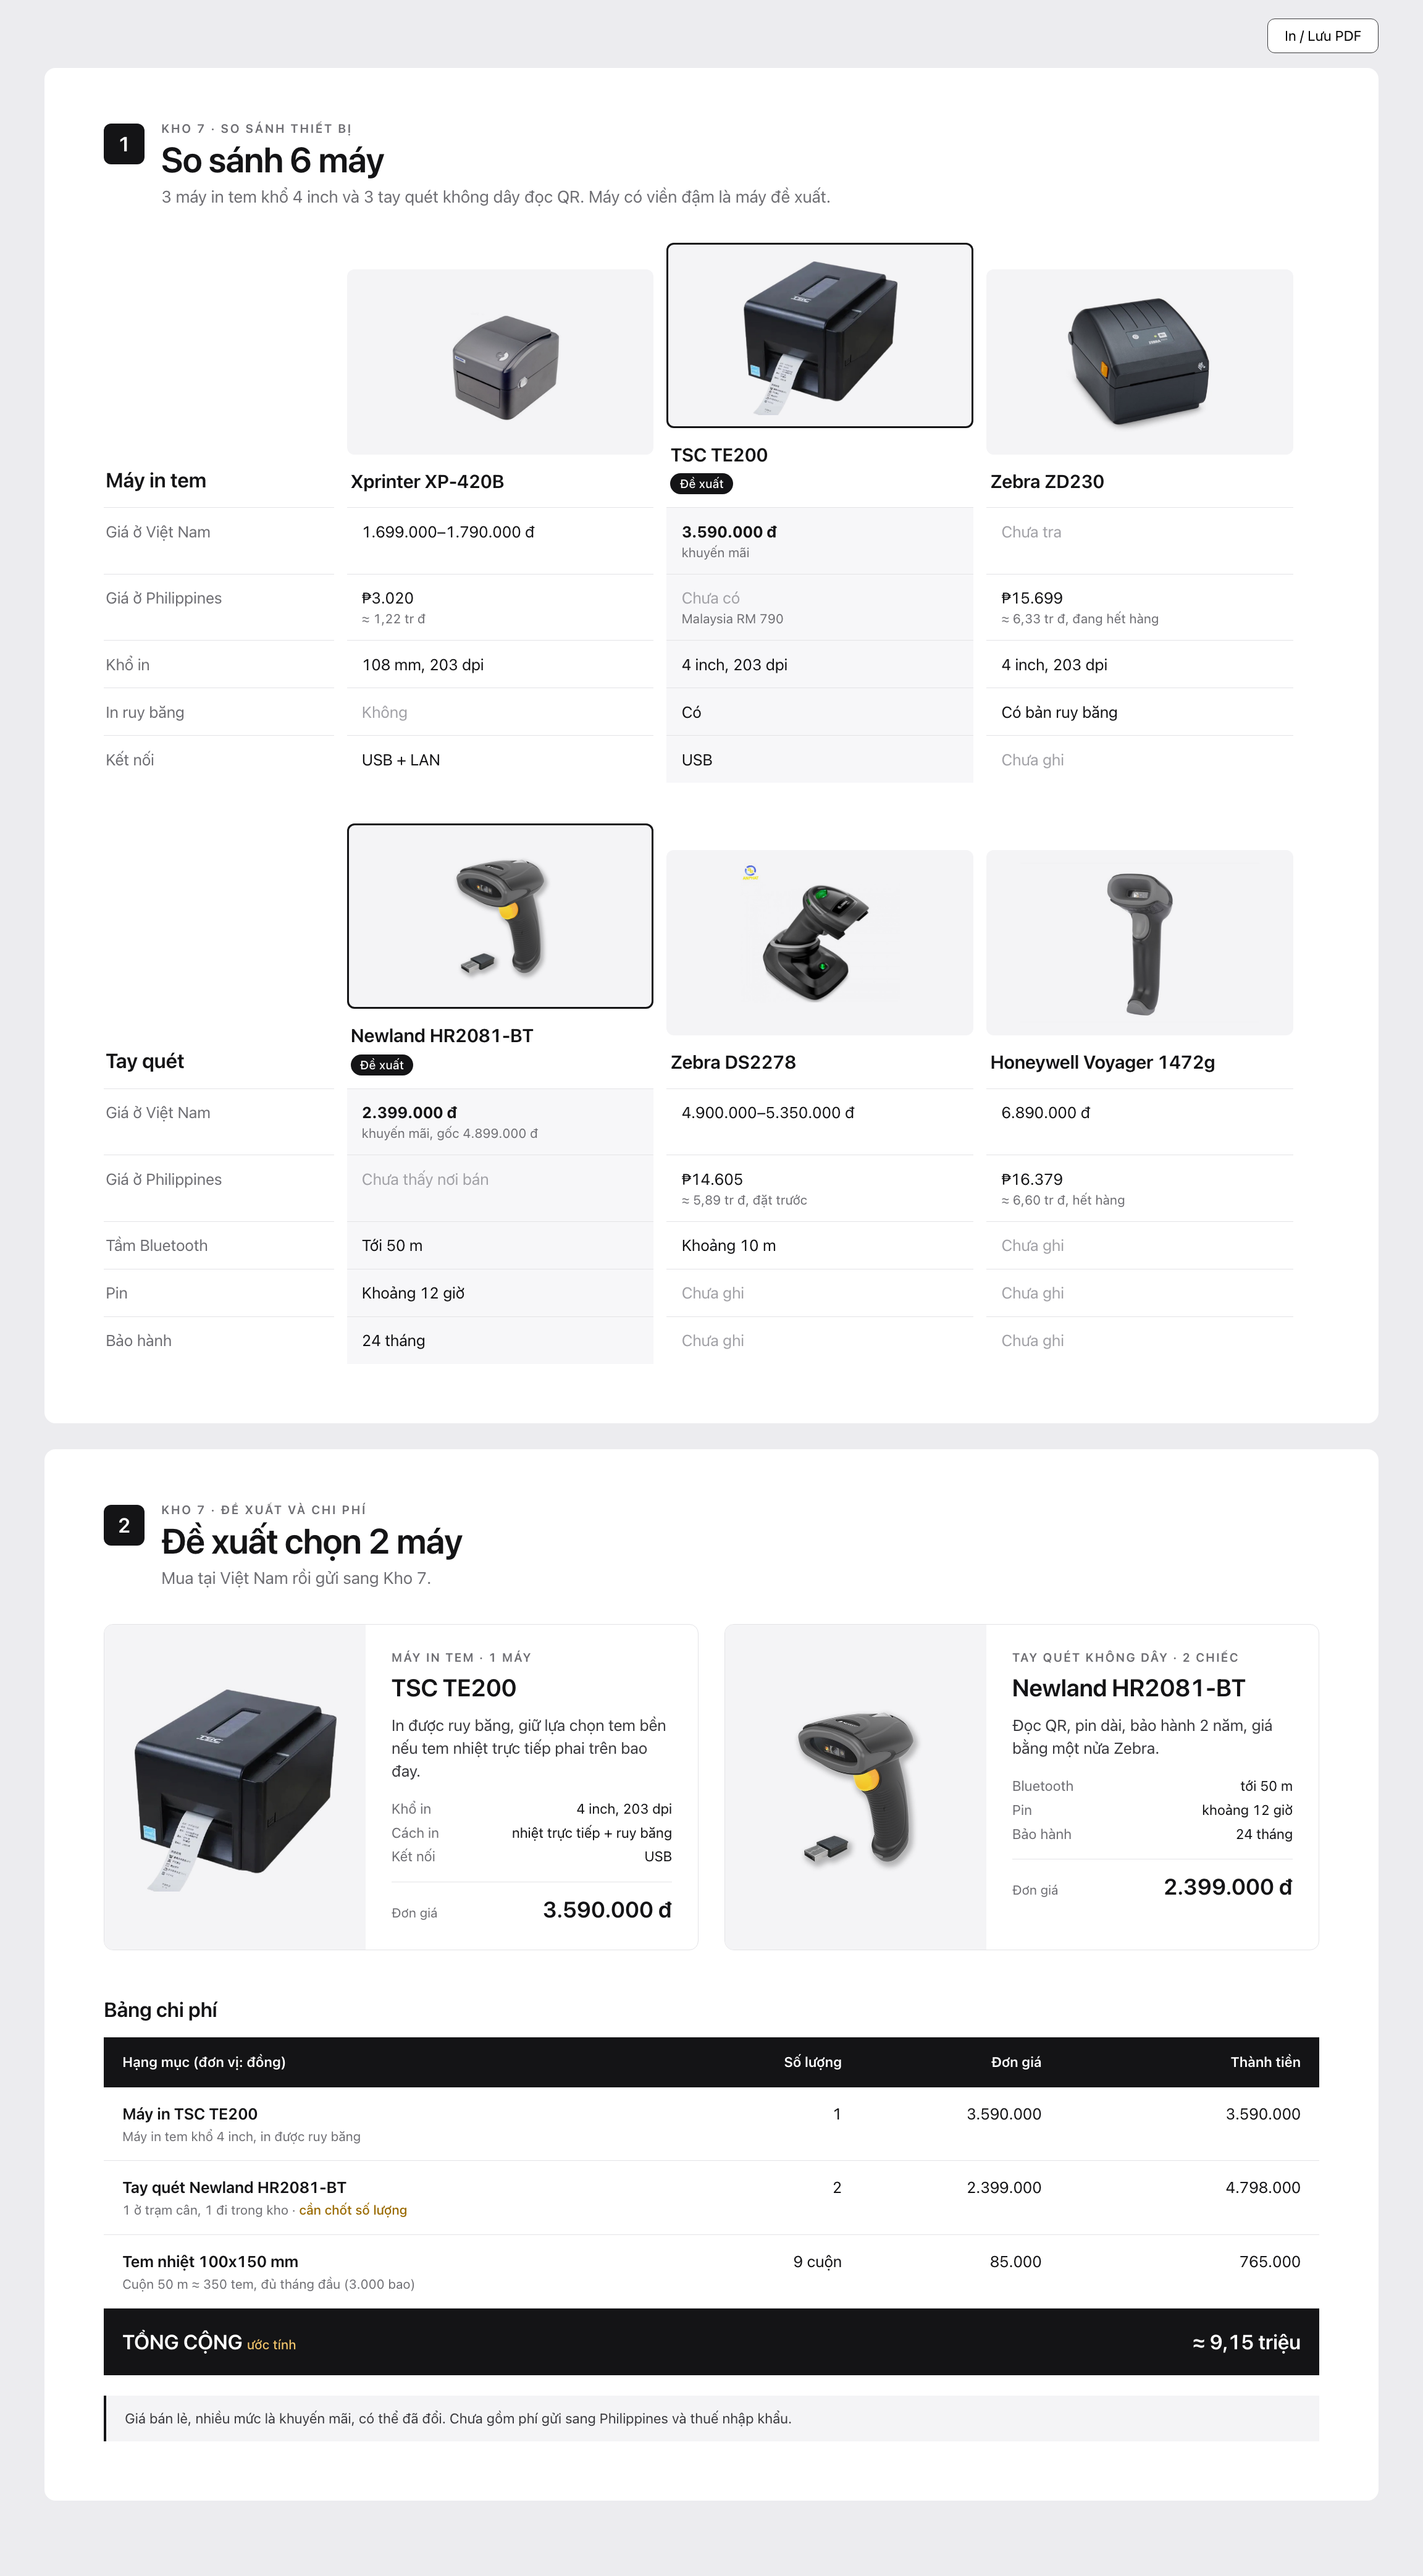 In / Lưu PDF
1
KHO 7 · SO SÁNH THIẾT BỊ
So sánh 6 máy
3 máy in tem khổ 4 inch và 3 tay quét không dây đọc QR. Máy có viền đậm là máy đề xuất.
TSC
Máy in tem
Xprinter XP-420B
TSC TE200
Đề xuất
Zebra ZD230
Giá ở Việt Nam
1.699.000–1.790.000 đ
3.590.000 đ
khuyến mãi
Chưa tra
Giá ở Philippines
₱3.020
≈ 1,22 tr đ
Chưa có
Malaysia RM 790
₱15.699
≈ 6,33 tr đ, đang hết hàng
Khổ in
108 mm, 203 dpi
4 inch, 203 dpi
4 inch, 203 dpi
In ruy băng
Không
Có
Có bản ruy băng
Kết nối
USB + LAN
USB
Chưa ghi
Tay quét
Newland HR2081-BT
Đề xuất
Zebra DS2278
Honeywell Voyager 1472g
Giá ở Việt Nam
2.399.000 đ
khuyến mãi, gốc 4.899.000 đ
4.900.000–5.350.000 đ
6.890.000 đ
Giá ở Philippines
Chưa thấy nơi bán
₱14.605
≈ 5,89 tr đ, đặt trước
₱16.379
≈ 6,60 tr đ, hết hàng
Tầm Bluetooth
Tới 50 m
Khoảng 10 m
Chưa ghi
Pin
Khoảng 12 giờ
Chưa ghi
Chưa ghi
Bảo hành
24 tháng
Chưa ghi
Chưa ghi
2
KHO 7 · ĐỀ XUẤT VÀ CHI PHÍ
Đề xuất chọn 2 máy
Mua tại Việt Nam rồi gửi sang Kho 7.
TSC
MÁY IN TEM · 1 MÁY
TSC TE200
In được ruy băng, giữ lựa chọn tem bền
nếu tem nhiệt trực tiếp phai trên bao
đay.
Khổ in
4 inch, 203 dpi
Cách in
nhiệt trực tiếp + ruy băng
Kết nối
USB
Đơn giá
3.590.000 đ
TAY QUÉT KHÔNG DÂY · 2 CHIẾC
Newland HR2081-BT
Đọc QR, pin dài, bảo hành 2 năm, giá
bằng một nửa Zebra.
Bluetooth
tới 50 m
Pin
khoảng 12 giờ
Bảo hành
24 tháng
Đơn giá
2.399.000 đ
Bảng chi phí
Hạng mục (đơn vị: đồng)
Số lượng
Đơn giá
Thành tiền
Máy in TSC TE200
Máy in tem khổ 4 inch, in được ruy băng
1
3.590.000
3.590.000
Tay quét Newland HR2081-BT
1 ở trạm cân, 1 đi trong kho · cần chốt số lượng
2
2.399.000
4.798.000
Tem nhiệt 100x150 mm
Cuộn 50 m ≈ 350 tem, đủ tháng đầu (3.000 bao)
9 cuộn
85.000
765.000
TỔNG CỘNG ước tính
≈ 9,15 triệu
Giá bán lẻ, nhiều mức là khuyến mãi, có thể đã đổi. Chưa gồm phí gửi sang Philippines và thuế nhập khẩu.